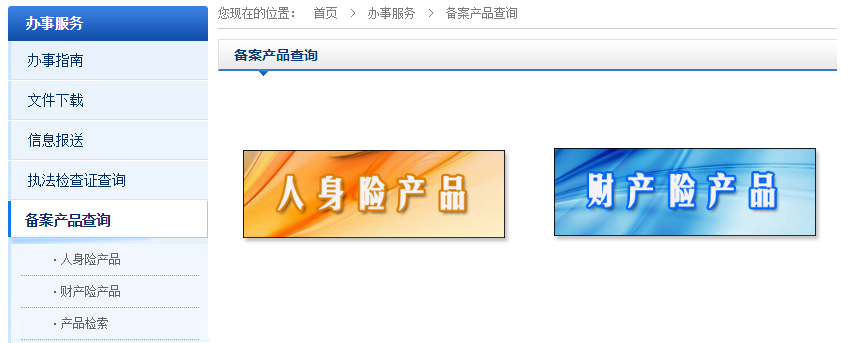 办事服务
办事指南
文件下载
信息报送
执法检查证查询
备案产品查询
· 人身险产品
· 财产险产品
· 产品检索
您现在的位置： 首页 > 办事服务 > 备案产品查询
备案产品查询
人身险产品
财产险产品